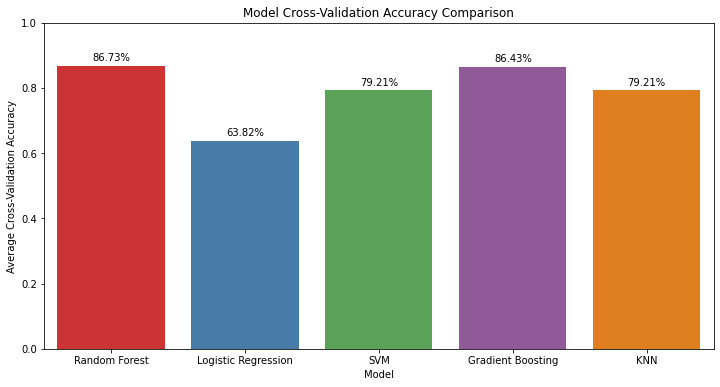 Model Cross-Validation Accuracy Comparison
Average Cross-Validation Accuracy
1.0
0.8
0.6
0.4
0.2
0.0
86.73%
63.82%
79.21%
86.43%
79.21%
Random Forest
Logistic Regression
SVM
Gradient Boosting
KNN
Model